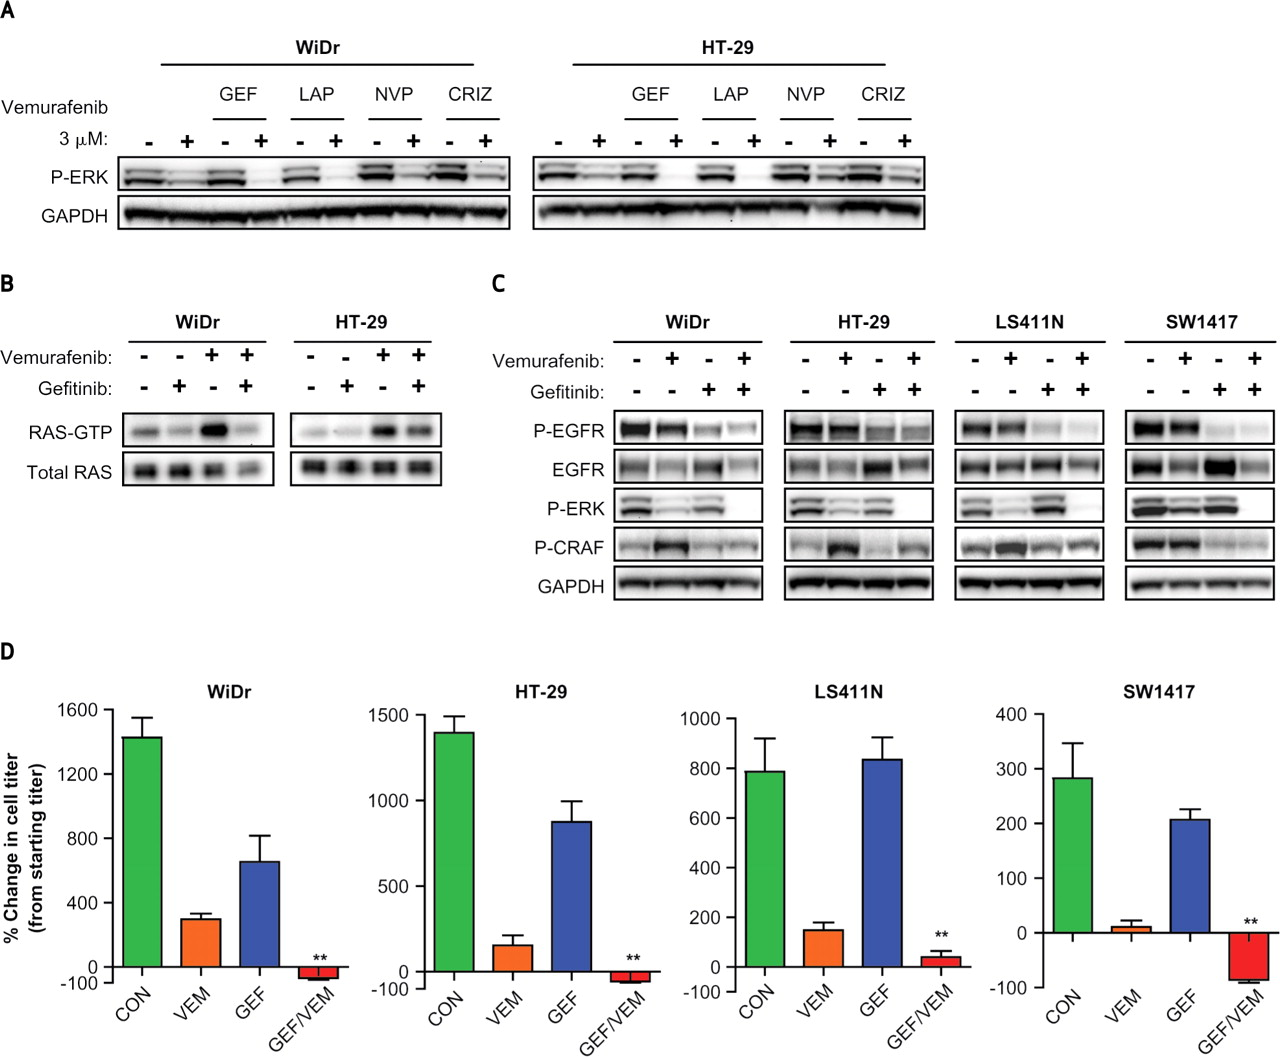 A
WiDr HT-29
Vemurafenib GEF LAP NVP CRIZ GEF LAP NVP CRIZ
3 µM: - + - + - + - + - + - + - + - + - + - +
P-ERK
GAPDH
B
WiDr HT-29
Vemurafenib: - - + + - - + +
Gefitinib: - + - + - + - +
RAS-GTP
Total RAS
C
WiDr HT-29 LS411N SW1417
Vemurafenib: - + - + - + - + - + - + - + - +
Gefitinib: - - + + - - + + - - + + - - + +
P-EGFR
EGFR
P-ERK
P-CRAF
GAPDH
D
% Change in cell titer
(from starting titer)
WiDr
1600
1200
800
400
0
-100
**
CON VEM GEF GEF/VEM
HT-29
1500
1000
500
0
-100
**
CON VEM GEF GEF/VEM
LS411N
1000
800
600
400
200
0
-100
**
CON VEM GEF GEF/VEM
SW1417
400
300
200
100
0
-100
**
CON VEM GEF GEF/VEM